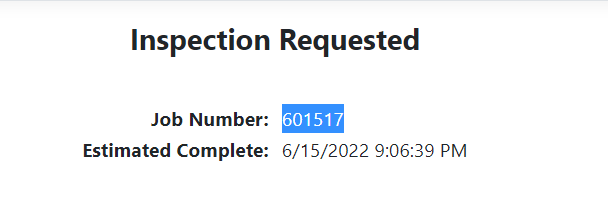 Inspection Requested
Job Number: 601517
Estimated Complete: 6/15/2022 9:06:39 PM